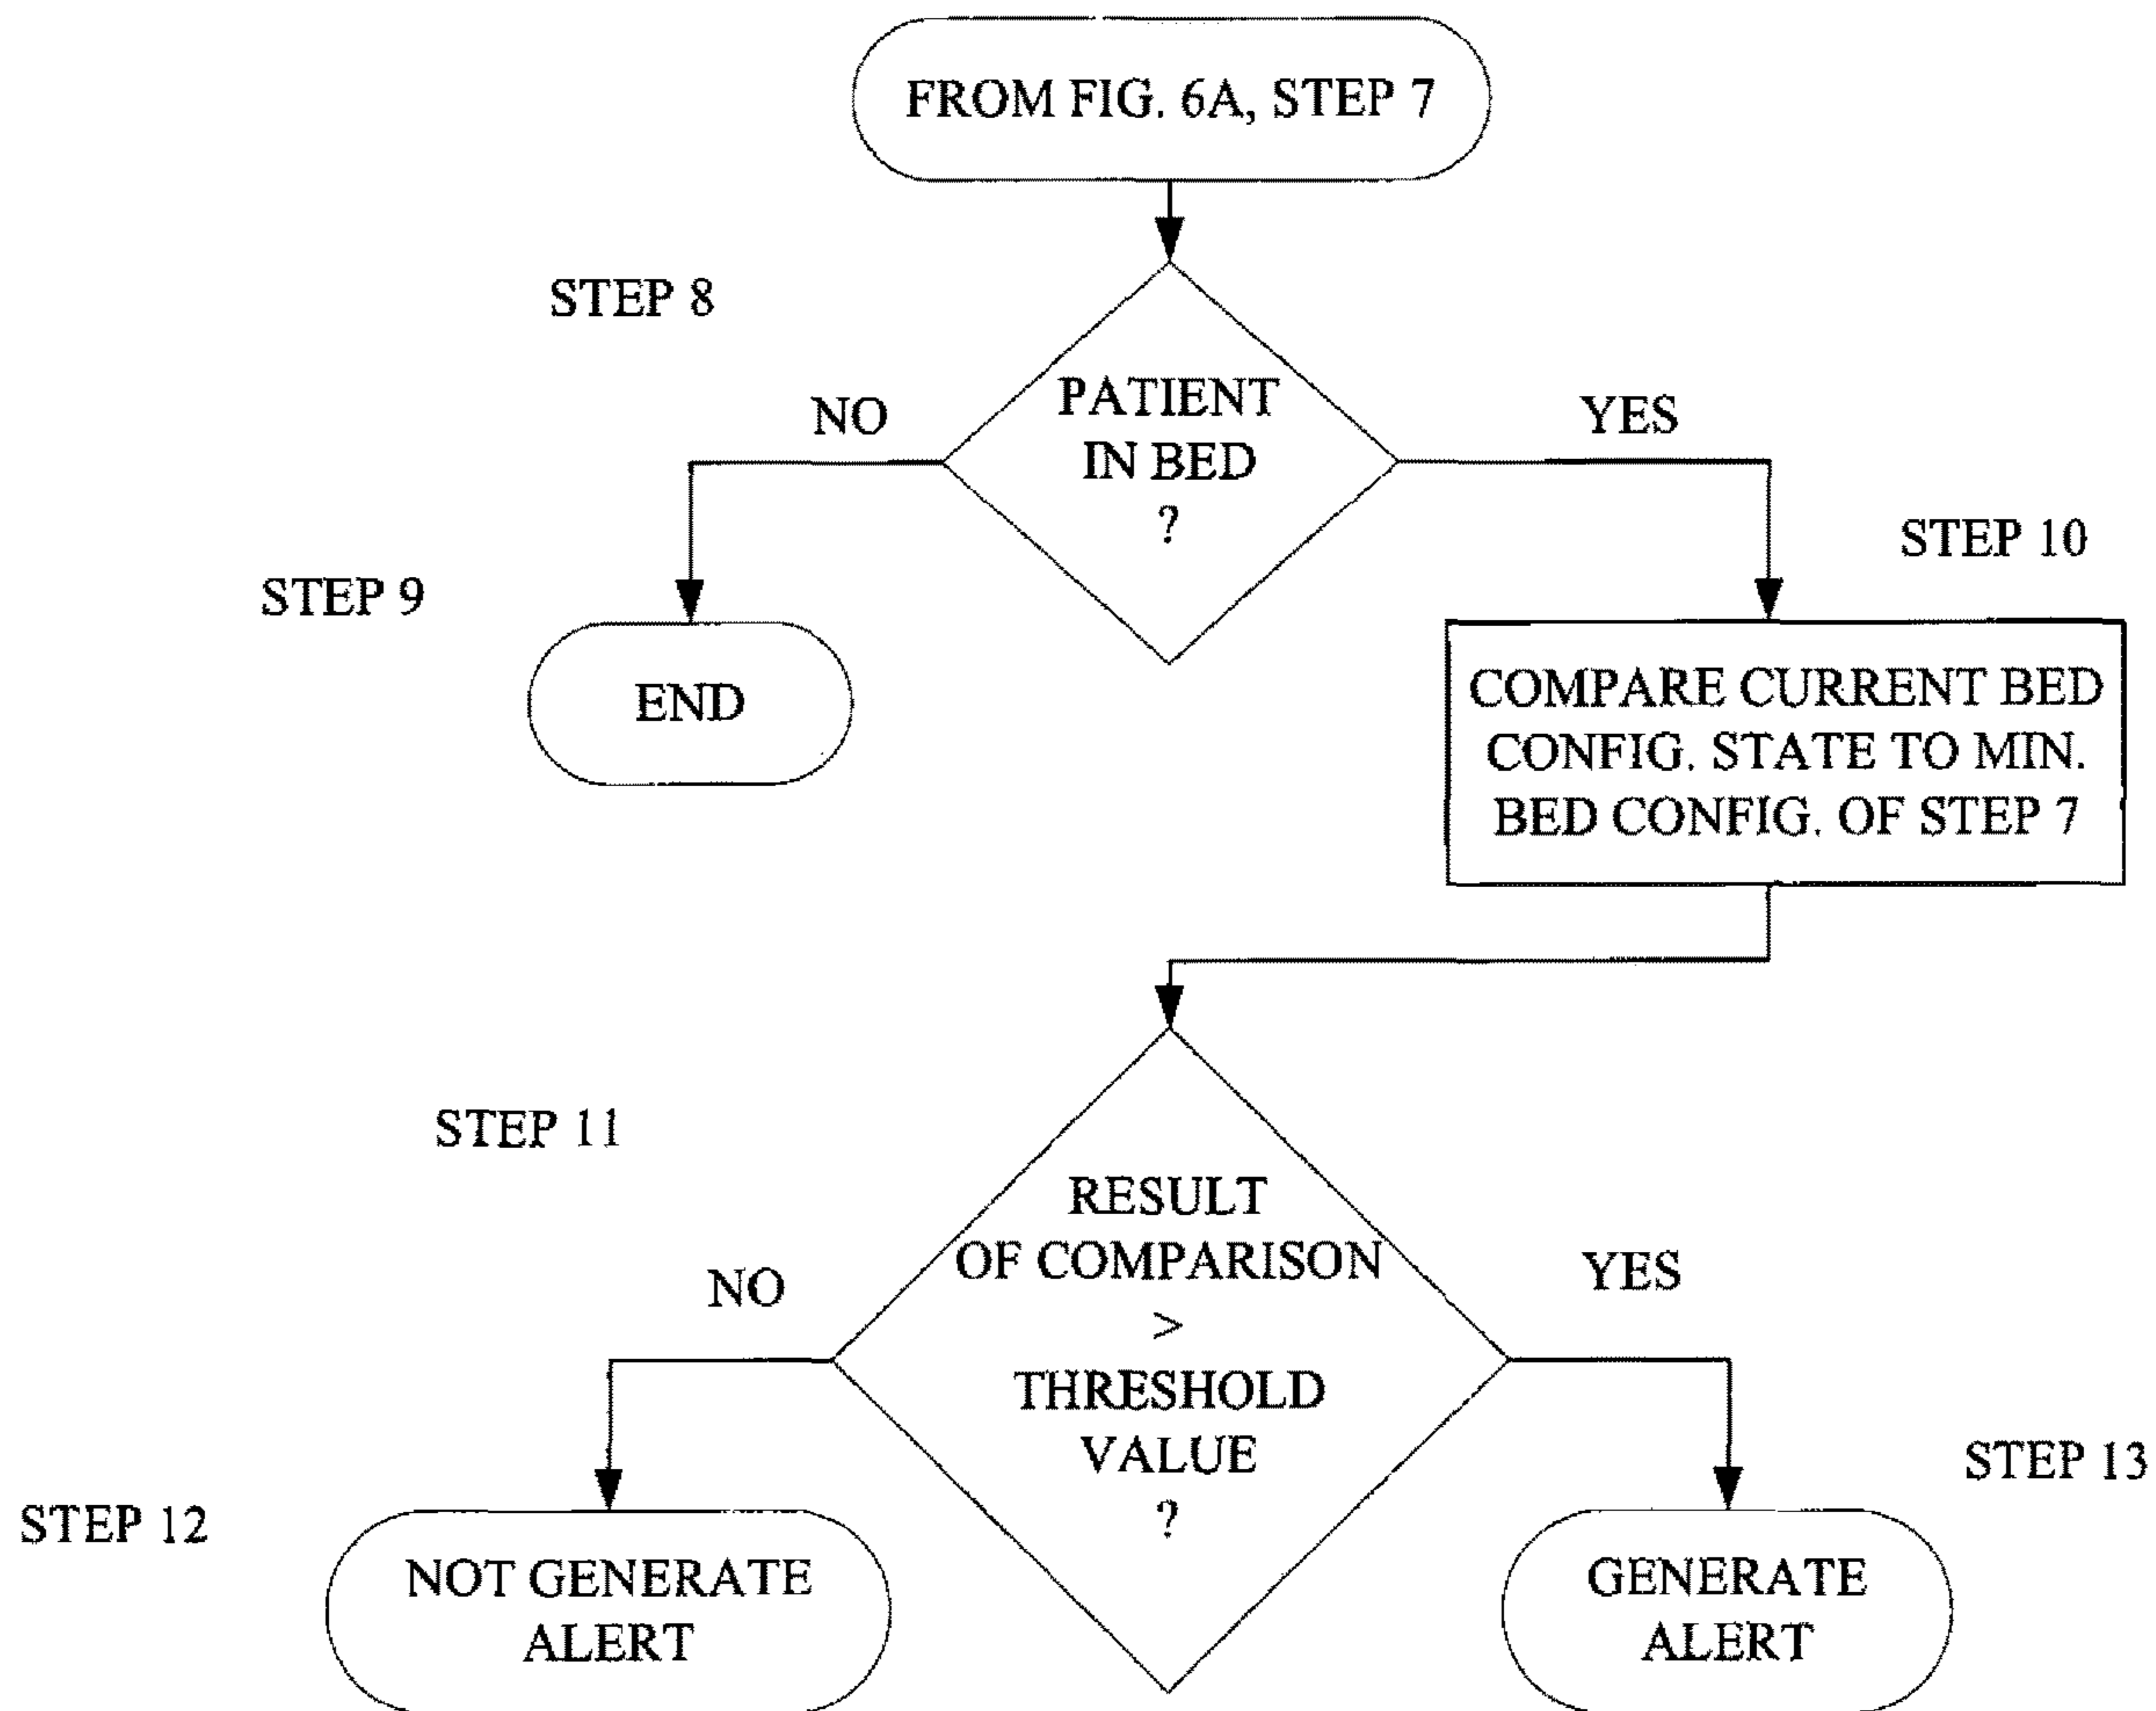 FROM FIG. 6A, STEP 7
STEP 8
PATIENT
IN BED
?
NO
YES
STEP 9
END
STEP 10
COMPARE CURRENT BED
CONFIG. STATE TO MIN.
BED CONFIG. OF STEP 7
STEP 11
RESULT
OF COMPARISON
>
THRESHOLD
VALUE
?
NO
YES
STEP 12
NOT GENERATE
ALERT
STEP 13
GENERATE
ALERT